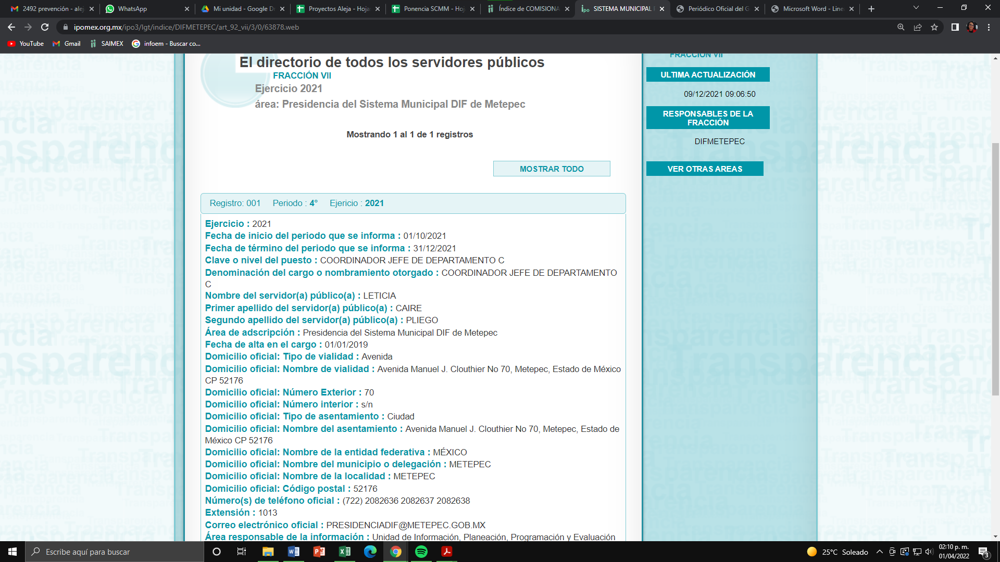 2492 prevención - alej
WhatsApp
Mi unidad - Google Dr
Proyectos Aleja - Hojas
Ponencia SCMM - Hoja
Índice de COMISIONA
SISTEMA MUNICIPAL
Periódico Oficial del G
Microsoft Word - Line
ipomex.org.mx/ipo3/lgt/indice/DIFMETEPEC/art_92_vii/3/0/63878.web
YouTube
Gmail
SAIMEX
infoem - Buscar co...
El directorio de todos los servidores públicos
FRACCIÓN VII
Ejercicio 2021
área: Presidencia del Sistema Municipal DIF de Metepec
Mostrando 1 al 1 de 1 registros
MOSTRAR TODO
Registro: 001 Periodo : 4° Ejericio : 2021
Ejercicio : 2021
Fecha de inicio del periodo que se informa : 01/10/2021
Fecha de término del periodo que se informa : 31/12/2021
Clave o nivel del puesto : COORDINADOR JEFE DE DEPARTAMENTO C
Denominación del cargo o nombramiento otorgado : COORDINADOR JEFE DE DEPARTAMENTO
C
Nombre del servidor(a) público(a) : LETICIA
Primer apellido del servidor(a) público(a) : CAIRE
Segundo apellido del servidor(a) público(a) : PLIEGO
Área de adscripción : Presidencia del Sistema Municipal DIF de Metepec
Fecha de alta en el cargo : 01/01/2019
Domicilio oficial: Tipo de vialidad : Avenida
Domicilio oficial: Nombre de vialidad : Avenida Manuel J. Clouthier No 70, Metepec, Estado de México
CP 52176
Domicilio oficial: Número Exterior : 70
Domicilio oficial: Número interior : s/n
Domicilio oficial: Tipo de asentamiento : Ciudad
Domicilio oficial: Nombre del asentamiento : Avenida Manuel J. Clouthier No 70, Metepec, Estado de
México CP 52176
Domicilio oficial: Nombre de la entidad federativa : MÉXICO
Domicilio oficial: Nombre del municipio o delegación : METEPEC
Domicilio oficial: Nombre de la localidad : METEPEC
Domicilio oficial: Código postal : 52176
Número(s) de teléfono oficial : (722) 2082636 2082637 2082638
Extensión : 1013
Correo electrónico oficial : PRESIDENCIADIF@METEPEC.GOB.MX
Área responsable de la información : Unidad de Información, Planeación, Programación y Evaluación
FRACCIÓN VII
ULTIMA ACTUALIZACIÓN
09/12/2021 09:06:50
RESPONSABLES DE LA
FRACCIÓN
DIFMETEPEC
VER OTRAS AREAS
Transparencia
Escribe aquí para buscar
25°C Soleado
02:10 p. m.
01/04/2022
3